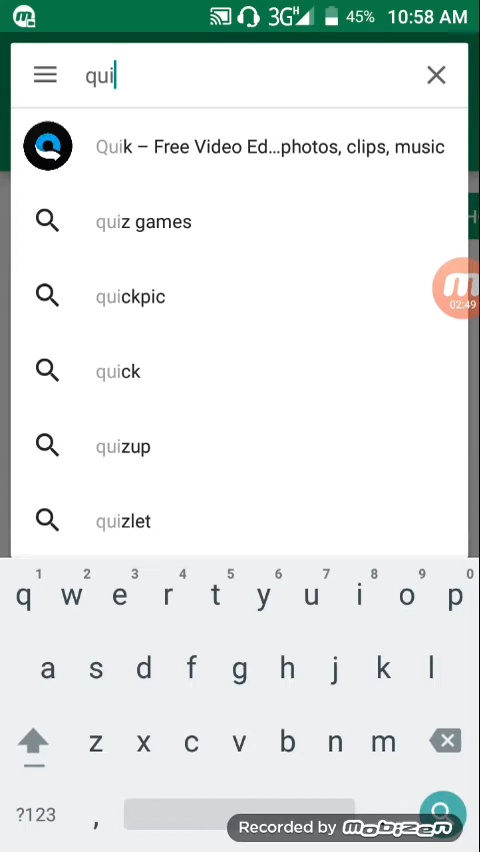 3G H 45% 10:58 AM
qui
Quik – Free Video Ed...photos, clips, music
quiz games
quickpic
02:49
quick
quizup
quizlet
1 2 3 4 5 6 7 8 9 0
q w e r t y u i o p
a s d f g h j k l
z x c v b n m
?123 ,
Recorded by mobizen